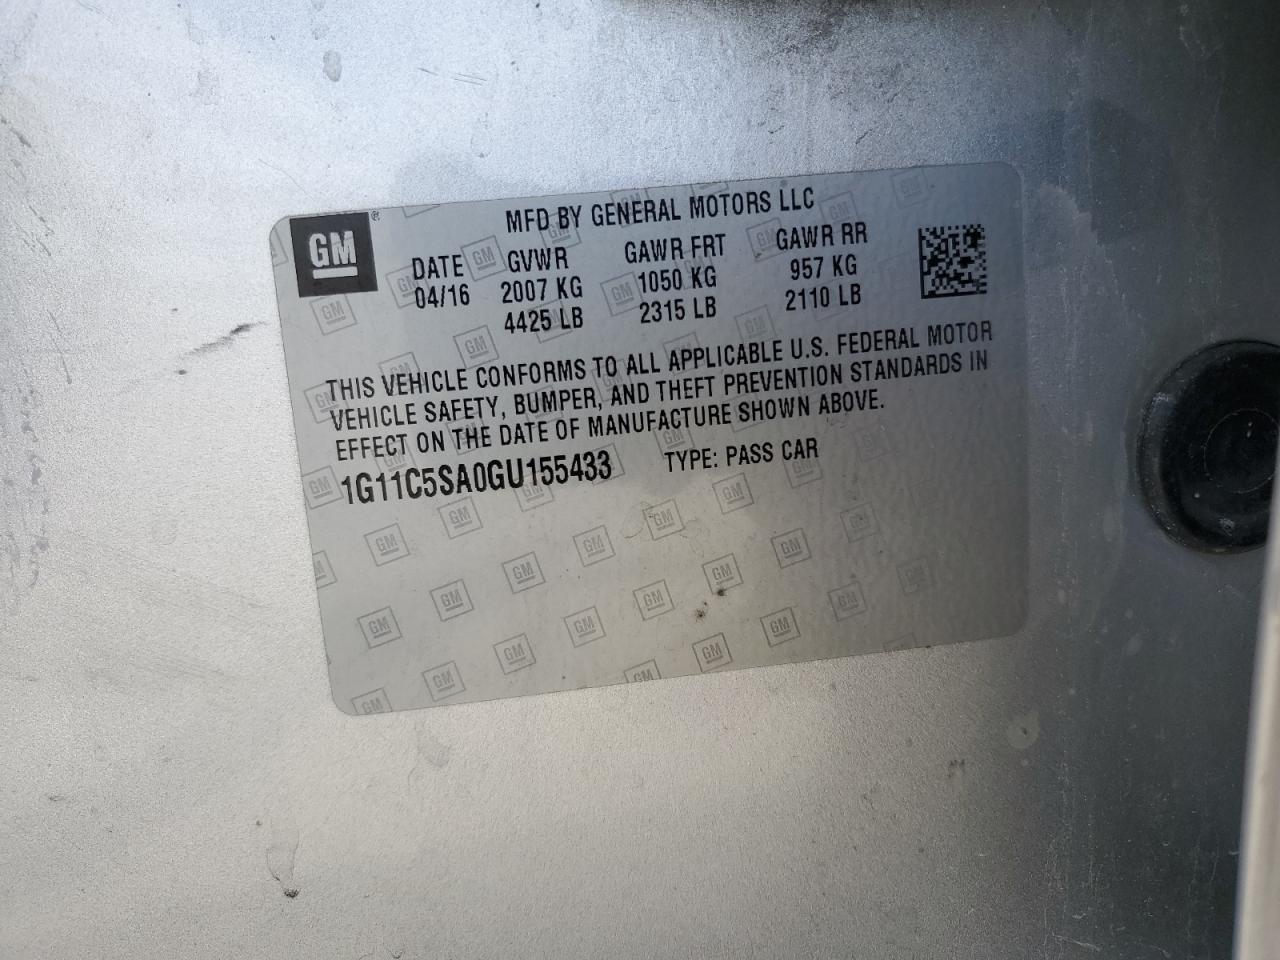 GM
MFD BY GENERAL MOTORS LLC
DATE GVWR GAWR FRT GAWR RR
04/16 2007 KG 1050 KG 957 KG
4425 LB 2315 LB 2110 LB
THIS VEHICLE CONFORMS TO ALL APPLICABLE U.S. FEDERAL MOTOR
VEHICLE SAFETY, BUMPER, AND THEFT PREVENTION STANDARDS IN
EFFECT ON THE DATE OF MANUFACTURE SHOWN ABOVE.
1G11C5SA0GU155433 TYPE: PASS CAR